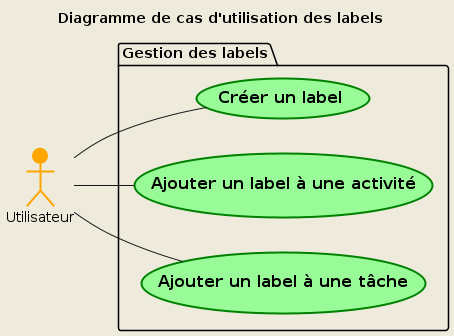 Diagramme de cas d'utilisation des labels
Gestion des labels
Créer un label
Ajouter un label à une activité
Utilisateur
Ajouter un label à une tâche